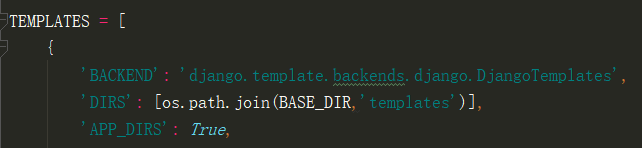 TEMPLATES = [
{
'BACKEND': 'django.template.backends.django.DjangoTemplates',
'DIRS': [os.path.join(BASE_DIR,'templates')],
'APP_DIRS': True,